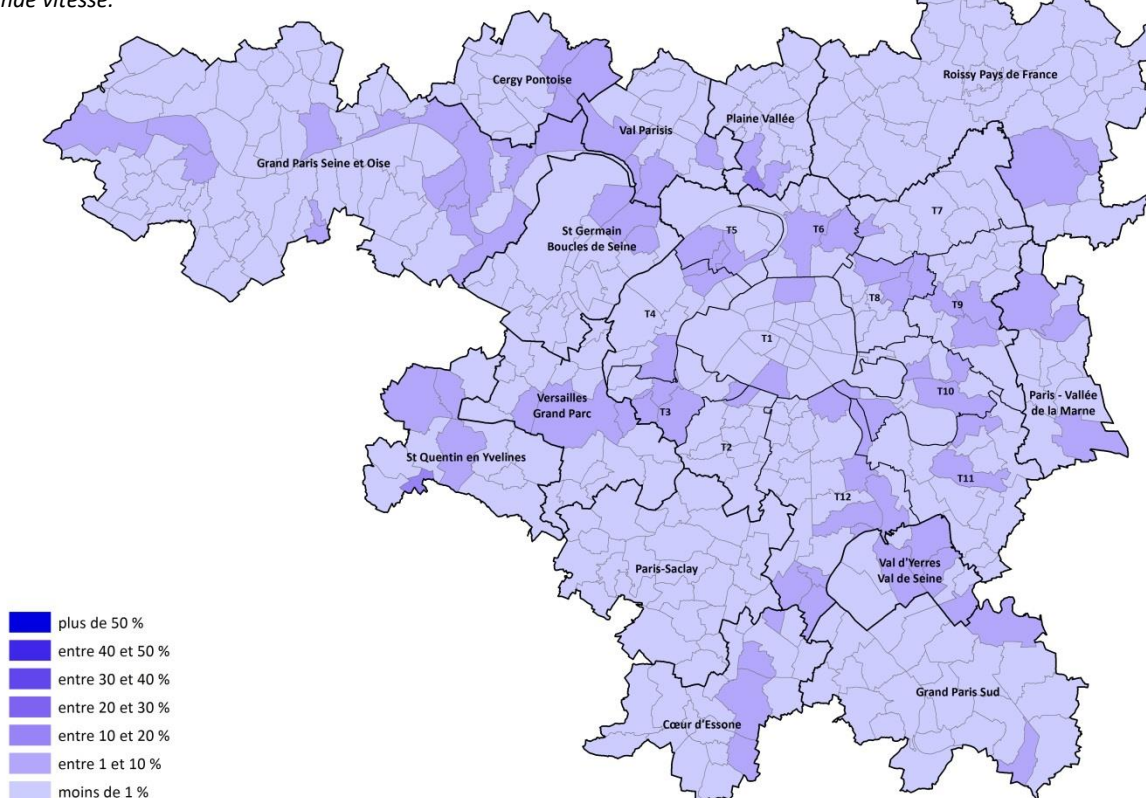 nde vitesse.
Cergy Pontoise
Roissy Pays de France
Val Parisis
Plaine Vallée
Grand Paris Seine et Oise
T7
T5
T6
St Germain
Boucles de Seine
T8
T9
T4
T1
Versailles
Grand Parc
T10
Paris - Vallée
de la Marne
T3
T2
St Quentin en Yvelines
T11
T12
Val d'Yerres
Val de Seine
Paris-Saclay
Grand Paris Sud
Cœur d'Essone
plus de 50 %
entre 40 et 50 %
entre 30 et 40 %
entre 20 et 30 %
entre 10 et 20 %
entre 1 et 10 %
moins de 1 %